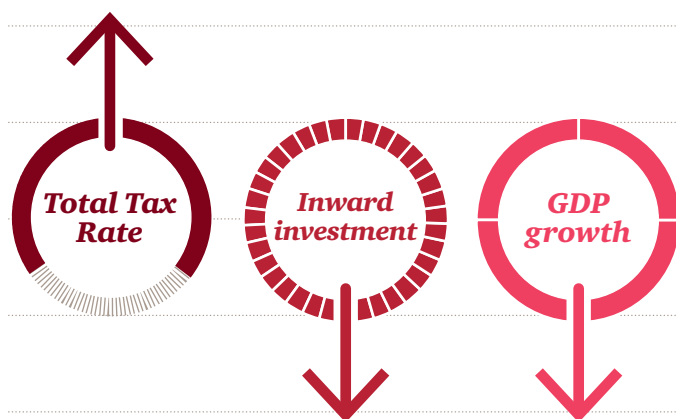 Total Tax
Rate
Inward
investment
GDP
growth